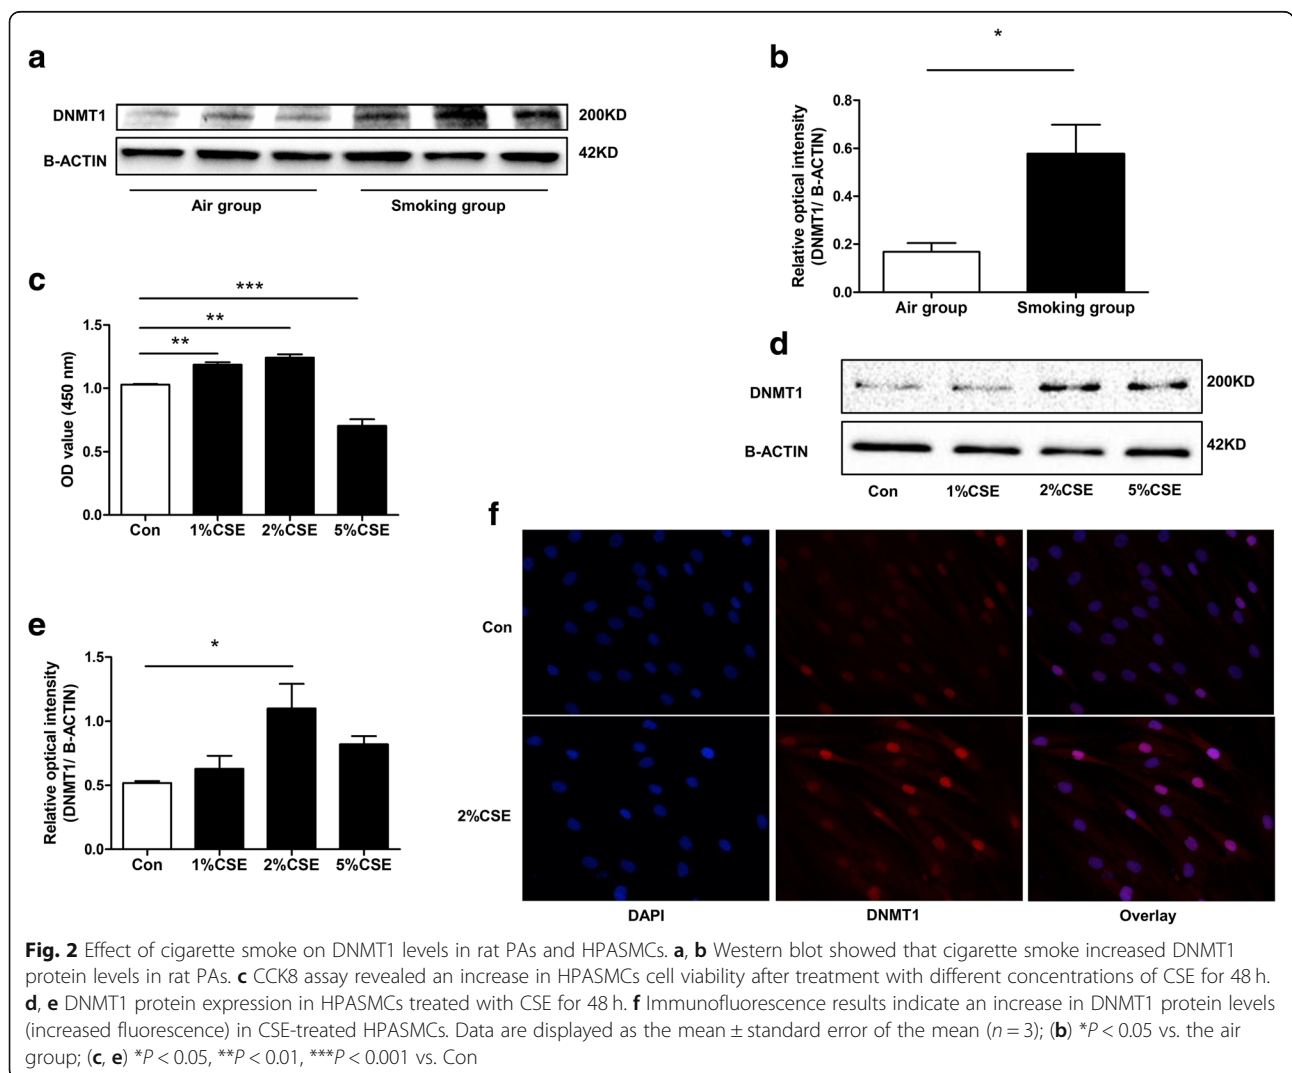 a
DNMT1
200KD
B-ACTIN
42KD
Air group
Smoking group
b
*
Relative optical intensity
(DNMT1/ B-ACTIN)
0.8
0.6
0.4
0.2
0.0
Air group
Smoking group
c
***
**
**
OD value (450 nm)
1.5
1.0
0.5
0.0
Con
1%CSE
2%CSE
5%CSE
d
DNMT1
200KD
B-ACTIN
42KD
Con
1%CSE
2%CSE
5%CSE
e
*
Relative optical intensity
(DNMT1/ B-ACTIN)
1.5
1.0
0.5
0.0
Con
1%CSE
2%CSE
5%CSE
f
Con
2%CSE
DAPI
DNMT1
Overlay
Fig. 2 Effect of cigarette smoke on DNMT1 levels in rat PAs and HPASMCs. a, b Western blot showed that cigarette smoke increased DNMT1
protein levels in rat PAs. c CCK8 assay revealed an increase in HPASMCs cell viability after treatment with different concentrations of CSE for 48 h.
d, e DNMT1 protein expression in HPASMCs treated with CSE for 48 h. f Immunofluorescence results indicate an increase in DNMT1 protein levels
(increased fluorescence) in CSE-treated HPASMCs. Data are displayed as the mean ± standard error of the mean (n = 3); (b) *P < 0.05 vs. the air
group; (c, e) *P < 0.05, **P < 0.01, ***P < 0.001 vs. Con